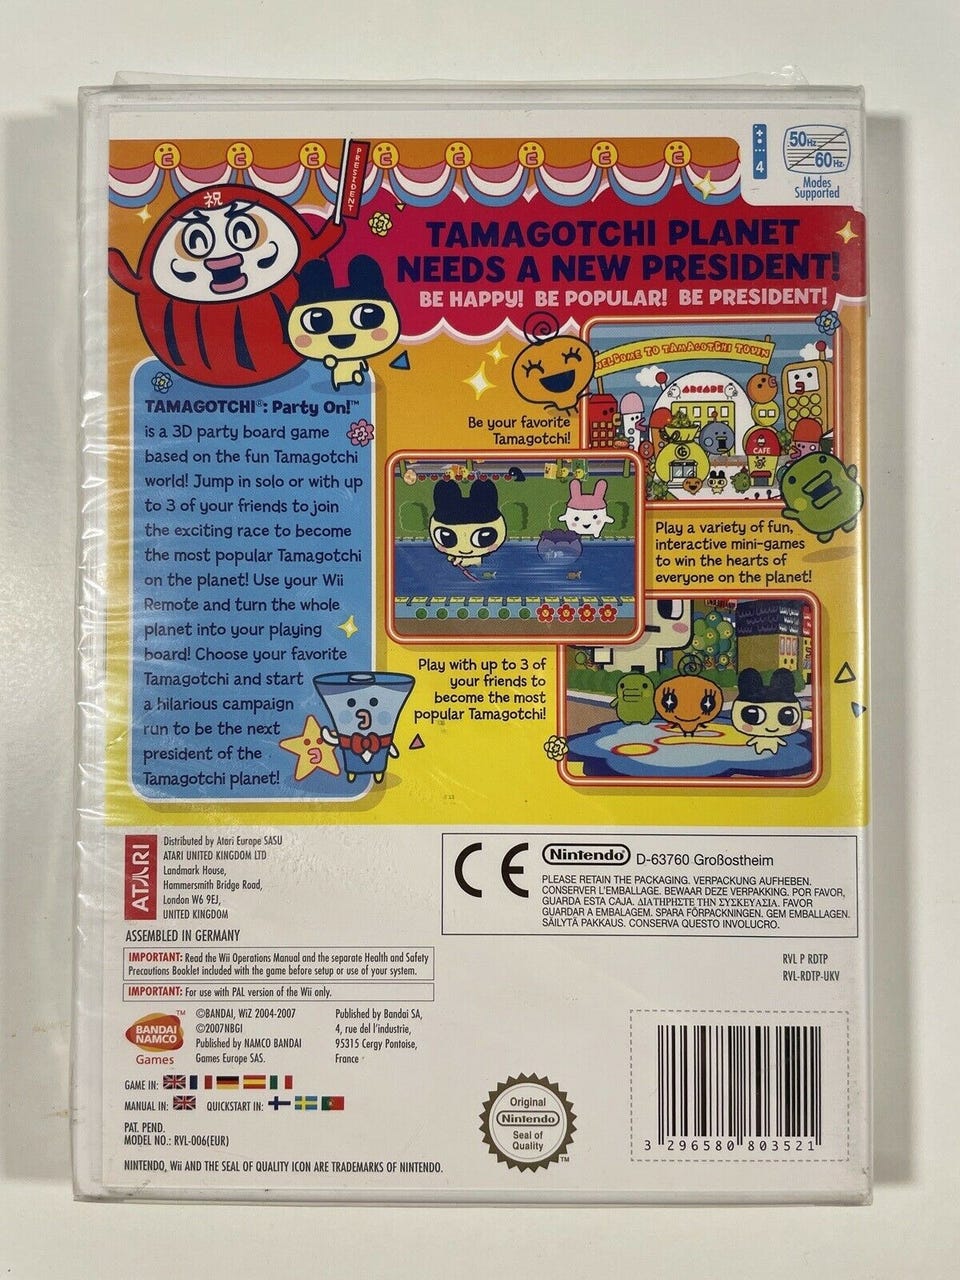 祝
PRESIDENT
4
50Hz
60Hz
Modes
Supported
TAMAGOTCHI PLANET
NEEDS A NEW PRESIDENT!
BE HAPPY! BE POPULAR! BE PRESIDENT!
TAMAGOTCHI®: Party On!™
is a 3D party board game
based on the fun Tamagotchi
world! Jump in solo or with up
to 3 of your friends to join
the exciting race to become
the most popular Tamagotchi
on the planet! Use your Wii
Remote and turn the whole
planet into your playing
board! Choose your favorite
Tamagotchi and start
a hilarious campaign
run to be the next
president of the
Tamagotchi planet!
Be your favorite
Tamagotchi!
WELCOME TO TAMAGOTCHI TOWN
ARCADE
G
CAFE
Play a variety of fun,
interactive mini-games
to win the hearts of
everyone on the planet!
Play with up to 3 of
your friends to
become the most
popular Tamagotchi!
ATARI
Distributed by Atari Europe SASU
ATARI UNITED KINGDOM LTD
Landmark House,
Hammersmith Bridge Road,
London W6 9EJ,
UNITED KINGDOM
ASSEMBLED IN GERMANY
CE
Nintendo D-63760 Großostheim
PLEASE RETAIN THE PACKAGING. VERPACKUNG AUFHEBEN.
CONSERVER L'EMBALLAGE. BEWAAR DEZE VERPAKKING. POR FAVOR,
GUARDA ESTA CAJA. ΔΙΑΤΗΡΗΣΤΕ ΤΗΝ ΣΥΣΚΕΥΑΣΙΑ. FAVOR
GUARDAR A EMBALAGEM. SPARA FÖRPACKNINGEN. GEM EMBALLAGEN.
SÄILYTÄ PAKKAUS. CONSERVA QUESTO INVOLUCRO.
IMPORTANT: Read the Wii Operations Manual and the separate Health and Safety
Precautions Booklet included with the game before setup or use of your system.
IMPORTANT: For use with PAL version of the Wii only.
RVL P RDTP
RVL-RDTP-UKV
BANDAI
NAMCO
Games
TM
©BANDAI, WiZ 2004-2007
©2007NBGI
Published by NAMCO BANDAI
Games Europe SAS.
Published by Bandai SA,
4, rue del l'industrie,
95315 Cergy Pontoise,
France
GAME IN:
MANUAL IN:
QUICKSTART IN:
PAT. PEND.
MODEL NO.: RVL-006(EUR)
NINTENDO, Wii AND THE SEAL OF QUALITY ICON ARE TRADEMARKS OF NINTENDO.
Original
Nintendo
Seal of
Quality
TM
3 296580 803521